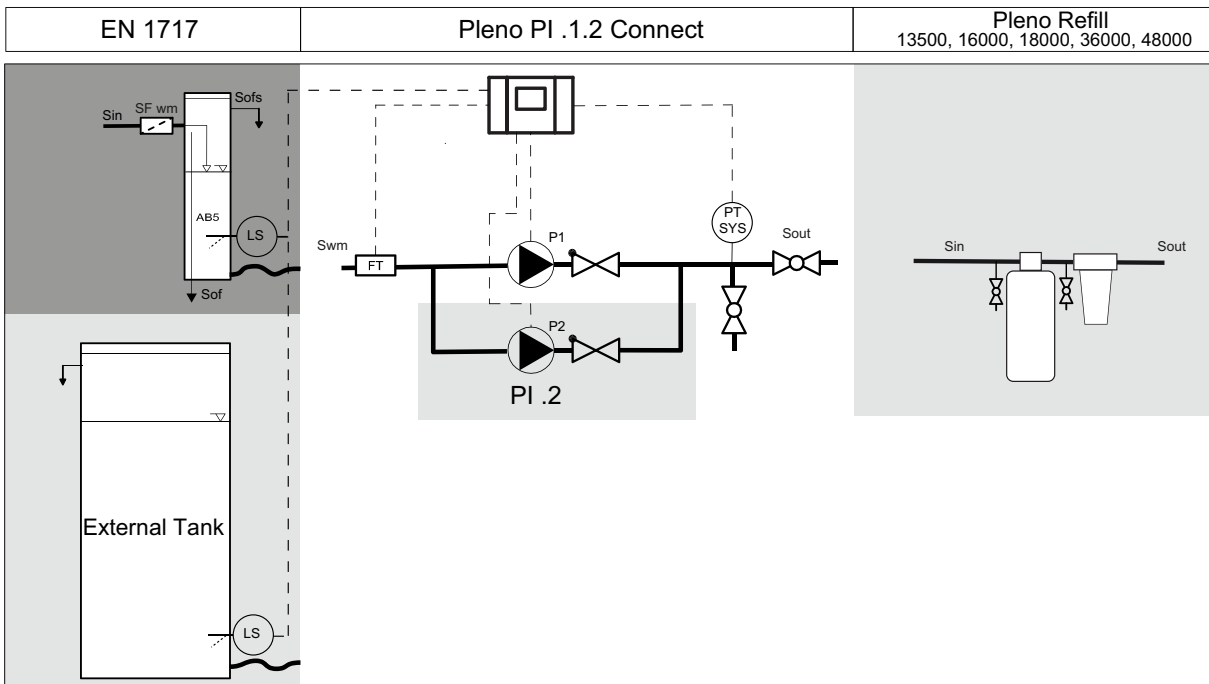 EN 1717
Pleno PI .1.2 Connect
Pleno Refill
13500, 16000, 18000, 36000, 48000
Sin
SF wm
Sofs
AB5
LS
Sof
External Tank
LS
Swm
FT
P1
P2
PI .2
PT
SYS
Sout
Sin
Sout